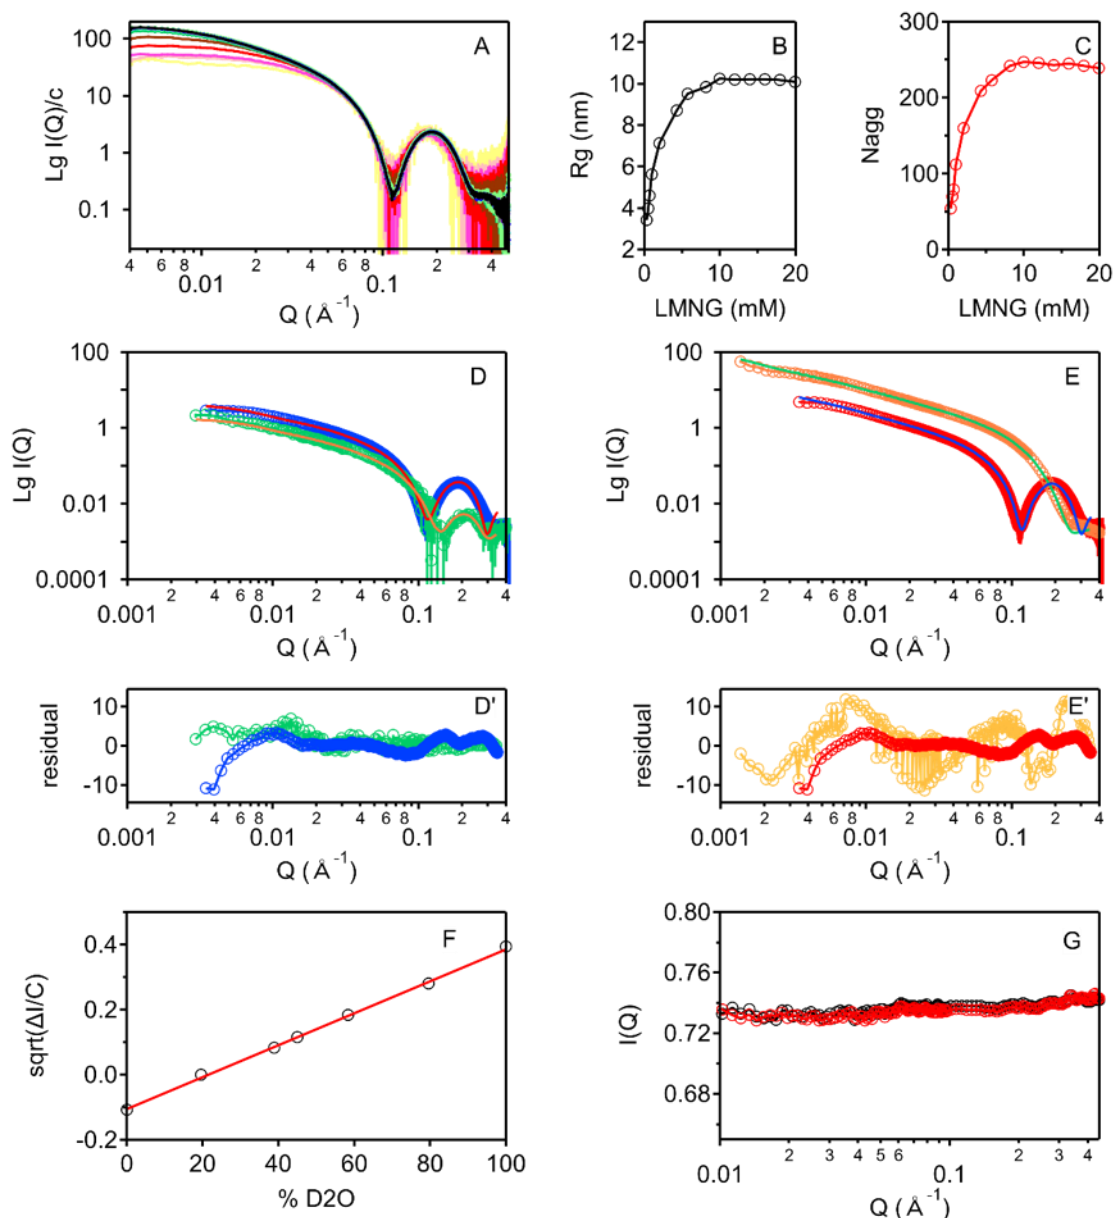 A
Lg I(Q)/c
100
10
1
0.1
4 6 8 2 4 6 8 2 4
0.01 0.1
Q ( Å⁻¹)
B
Rg (nm)
12
10
8
6
4
2
0 10 20
LMNG (mM)
C
Nagg
300
200
100
0
0 10 20
LMNG (mM)
D
Lg I(Q)
100
1
0.01
0.0001
2 4 6 8 2 4 6 8 2 4
0.001 0.01 0.1
Q ( Å⁻¹)
E
Lg I(Q)
100
1
0.01
0.0001
2 4 6 8 2 4 6 8 2 4
0.001 0.01 0.1
Q ( Å⁻¹)
D'
residual
10
0
-10
2 4 6 8 2 4 6 8 2 4
0.001 0.01 0.1
Q ( Å⁻¹)
E'
residual
10
0
-10
2 4 6 8 2 4 6 8 2 4
0.001 0.01 0.1
Q ( Å⁻¹)
F
sqrt(ΔI/C)
0.4
0.2
0.0
-0.2
0 20 40 60 80 100
% D2O
G
I(Q)
0.80
0.76
0.72
0.68
2 3 4 5 6 2 3 4
0.01 0.1
Q ( Å⁻¹)